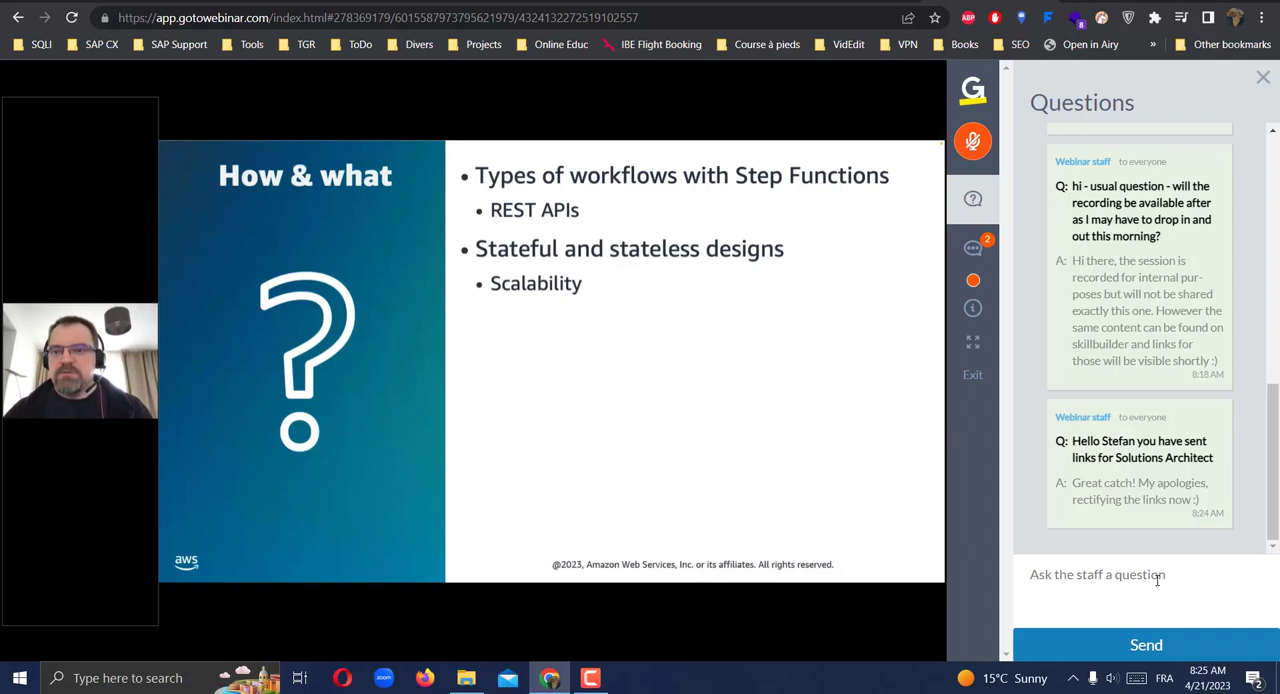 https://app.gotowebinar.com/index.html#278369179/6015587973795621979/4324132272519102557
ABP
8
SQLI
SAP CX
SAP Support
Tools
TGR
ToDo
Divers
Projects
Online Educ
IBE Flight Booking
Course à pieds
VidEdit
VPN
Books
SEO
Open in Airy
»
Other bookmarks
How & what
?
aws
• Types of workflows with Step Functions
• REST APIs
• Stateful and stateless designs
• Scalability
@2023, Amazon Web Services, Inc. or its affiliates. All rights reserved.
G
2
Exit
Questions
Webinar staff to everyone
Q: hi - usual question - will the
recording be available after
as I may have to drop in and
out this morning?
A: Hi there, the session is
recorded for internal pur-
poses but will not be shared
exactly this one. However the
same content can be found on
skillbuilder and links for
those will be visible shortly :)
8:18 AM
Webinar staff to everyone
Q: Hello Stefan you have sent
links for Solutions Architect
A: Great catch! My apologies,
rectifying the links now :)
8:24 AM
Ask the staff a question
Send
Type here to search
zoom
15°C Sunny
FRA
8:25 AM
4/21/2023
2